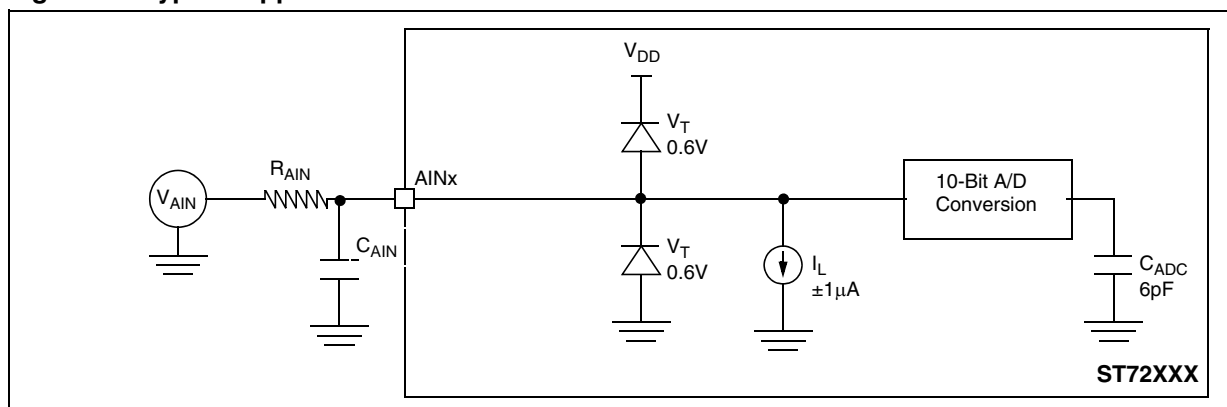 V_DD
V_T
0.6V
R_AIN
AINx
V_AIN
10-Bit A/D
Conversion
C_AIN
V_T
0.6V
I_L
±1μA
C_ADC
6pF
ST72XXX